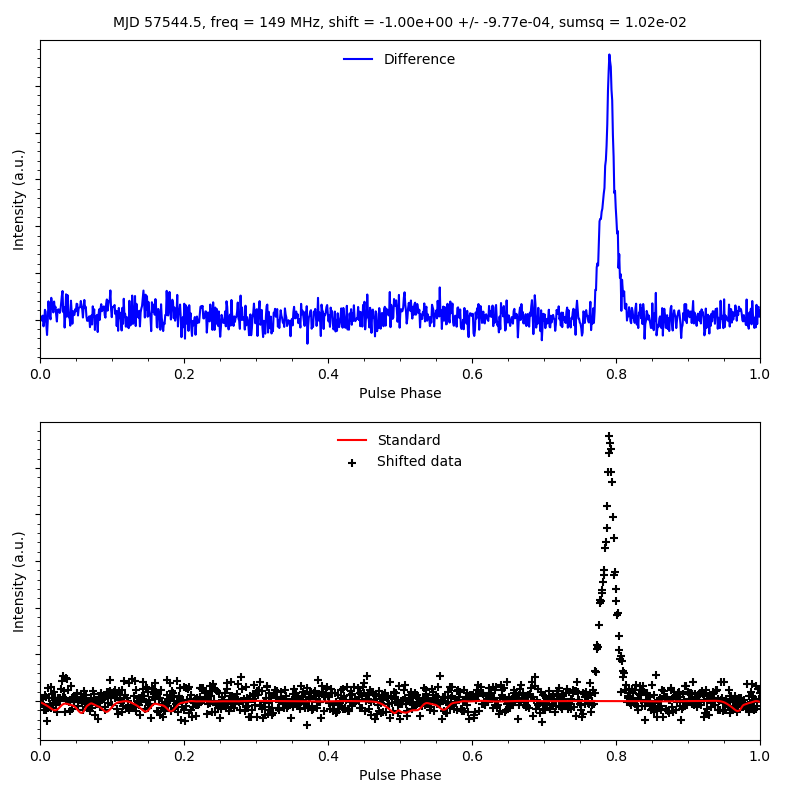 MJD 57544.5, freq = 149 MHz, shift = -1.00e+00 +/- -9.77e-04, sumsq = 1.02e-02
Difference
Intensity (a.u.)
0.0 0.2 0.4 0.6 0.8 1.0
Pulse Phase
Standard
Shifted data
Intensity (a.u.)
0.0 0.2 0.4 0.6 0.8 1.0
Pulse Phase